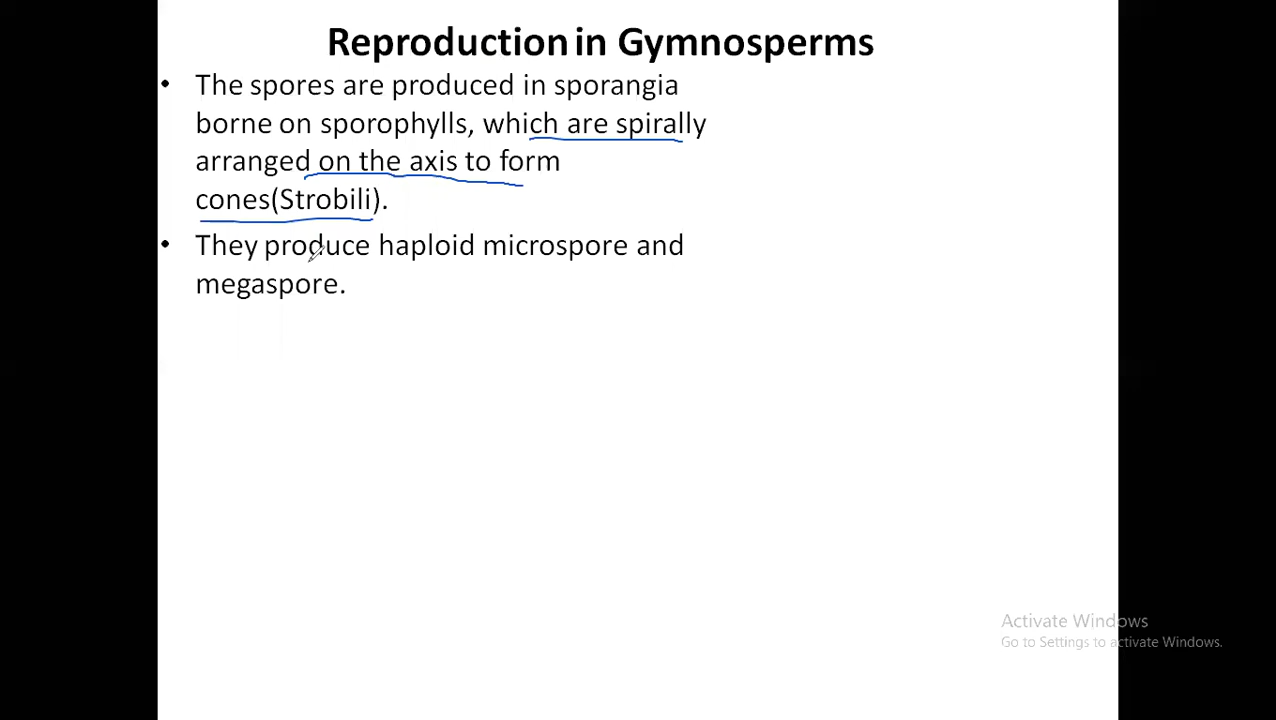 Reproduction in Gymnosperms
• The spores are produced in sporangia
borne on sporophylls, which are spirally
arranged on the axis to form
cones(Strobili).
• They produce haploid microspore and
megaspore.
Activate Windows
Go to Settings to activate Windows.